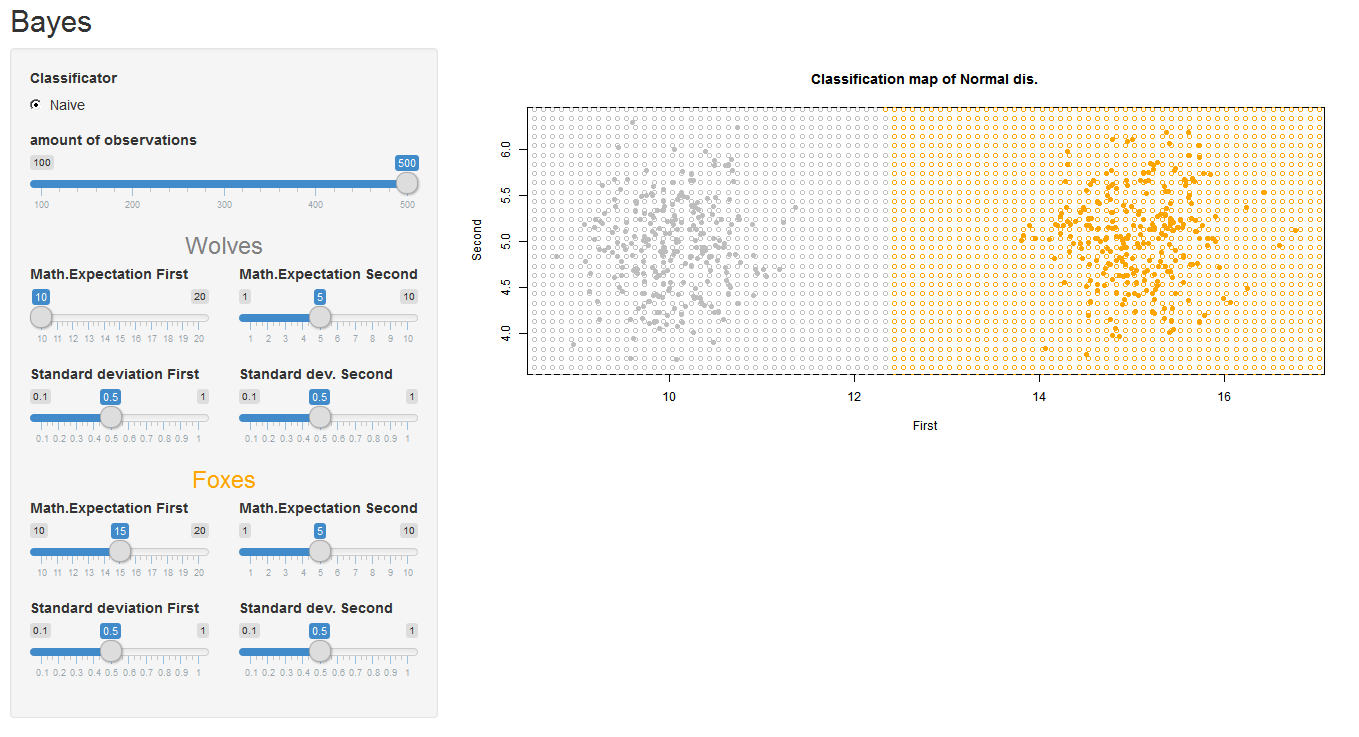 Bayes
Classificator
Naive
amount of observations
100 500
100 200 300 400 500
Wolves
Math.Expectation First Math.Expectation Second
10 20 1 5 10
10 11 12 13 14 15 16 17 18 19 20 1 2 3 4 5 6 7 8 9 10
Standard deviation First Standard dev. Second
0.1 0.5 1 0.1 0.5 1
0.1 0.2 0.3 0.4 0.5 0.6 0.7 0.8 0.9 1 0.1 0.2 0.3 0.4 0.5 0.6 0.7 0.8 0.9 1
Foxes
Math.Expectation First Math.Expectation Second
10 15 20 1 5 10
10 11 12 13 14 15 16 17 18 19 20 1 2 3 4 5 6 7 8 9 10
Standard deviation First Standard dev. Second
0.1 0.5 1 0.1 0.5 1
0.1 0.2 0.3 0.4 0.5 0.6 0.7 0.8 0.9 1 0.1 0.2 0.3 0.4 0.5 0.6 0.7 0.8 0.9 1
Classification map of Normal dis.
Second
6.0
5.5
5.0
4.5
4.0
10 12 14 16
First